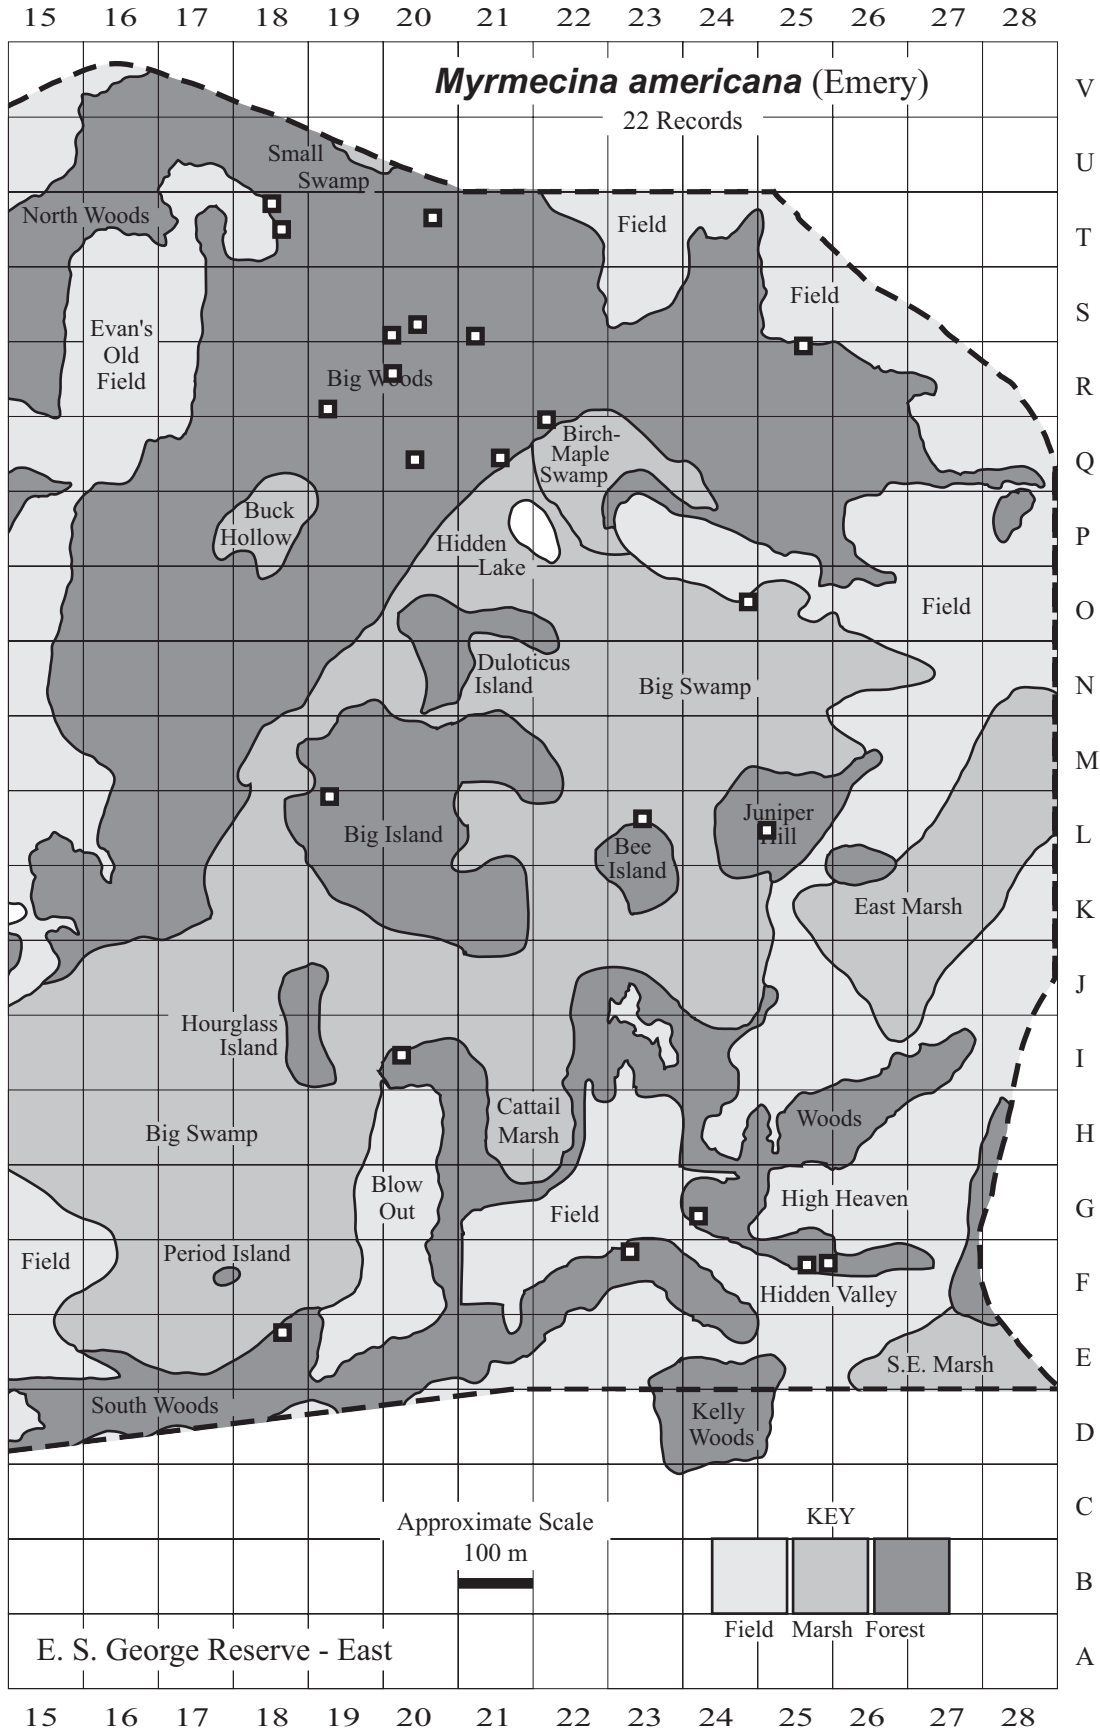 15 16 17 18 19 20 21 22 23 24 25 26 27 28
Myrmecina americana (Emery)
V
22 Records
Small
Swamp
U
North Woods
Field
T
Field
S
Evan's
Old
Field
Big Woods
R
Birch-
Maple
Swamp
Q
Buck
Hollow
Hidden
Lake
P
Field
O
Duloticus
Island
Big Swamp
N
M
Juniper
Hill
Big Island
Bee
Island
L
East Marsh
K
J
Hourglass
Island
I
Cattail
Marsh
Woods
Big Swamp
H
Blow
Out
High Heaven
Field
G
Period Island
Field
F
Hidden Valley
S.E. Marsh
E
South Woods
Kelly
Woods
D
C
Approximate Scale
100 m
KEY
B
Field Marsh Forest
E. S. George Reserve - East
A
15 16 17 18 19 20 21 22 23 24 25 26 27 28